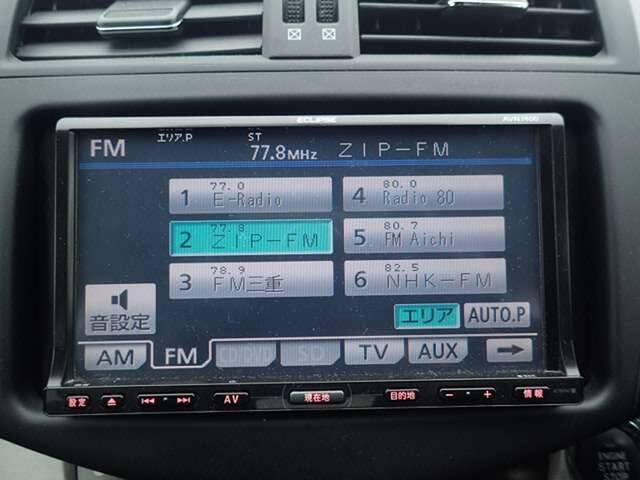 ECLIPSE AVN7400
FM エリア.P ST 77.8MHz ZIP-FM
1 77.0 E-Radio
4 80.0 Radio 80
2 77.8 ZIP-FM
5 80.7 FM Aichi
3 78.9 FM三重
6 82.5 NHK-FM
音設定
エリア AUTO.P
AM FM CD/DVD SD TV AUX
設定 AV 現在地 目的地 - + 情報
ENGINE
START
STOP